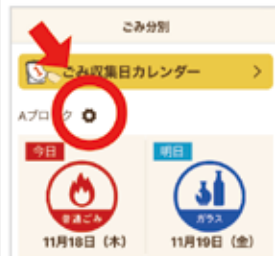 ごみ分別
ごみ収集日カレンダー
Aブロック
今日 明日
普通ごみ ガラス
11月18日（木） 11月19日（金）